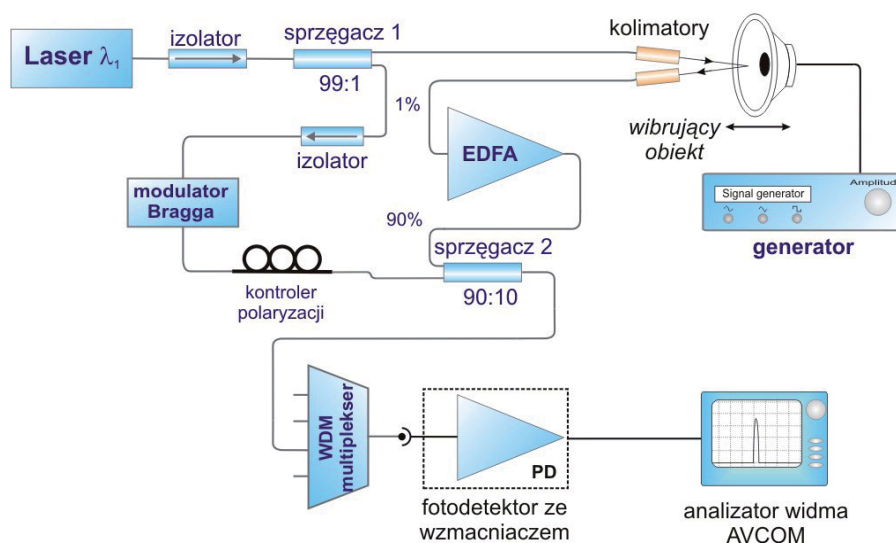 Laser λ₁
izolator
sprzęgacz 1
99:1
1%
kolimatory
wibrujący
obiekt
izolator
EDFA
modulator
Bragga
Signal generator
Amplitud
generator
90%
sprzęgacz 2
90:10
kontroler
polaryzacji
WDM
multiplekser
PD
fotodetektor ze
wzmacniaczem
analizator widma
AVCOM